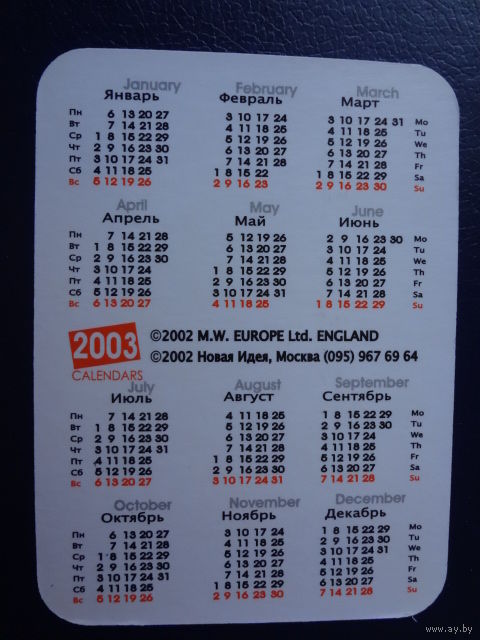 January February March
Январь Февраль Март
Пн 6 13 20 27 3 10 17 24 3 10 17 24 31 Mo
Вт 7 14 21 28 4 11 18 25 4 11 18 25 Tu
Ср 1 8 15 22 29 5 12 19 26 5 12 19 26 We
Чт 2 9 16 23 30 6 13 20 27 6 13 20 27 Th
Пт 3 10 17 24 31 7 14 21 28 7 14 21 28 Fr
Сб 4 11 18 25 1 8 15 22 1 8 15 22 29 Sa
Вс 5 12 19 26 2 9 16 23 2 9 16 23 30 Su
April May June
Апрель Май Июнь
Пн 7 14 21 28 5 12 19 26 2 9 16 23 30 Mo
Вт 1 8 15 22 29 6 13 20 27 3 10 17 24 Tu
Ср 2 9 16 23 30 7 14 21 28 4 11 18 25 We
Чт 3 10 17 24 1 8 15 22 29 5 12 19 26 Th
Пт 4 11 18 25 2 9 16 23 30 6 13 20 27 Fr
Сб 5 12 19 26 3 10 17 24 31 7 14 21 28 Sa
Вс 6 13 20 27 4 11 18 25 1 8 15 22 29 Su
2003 ©2002 M.W. EUROPE Ltd. ENGLAND
©2002 Новая Идея, Москва (095) 967 69 64
CALENDARS
July August September
Июль Август Сентябрь
Пн 7 14 21 28 4 11 18 25 1 8 15 22 29 Mo
Вт 1 8 15 22 29 5 12 19 26 2 9 16 23 30 Tu
Ср 2 9 16 23 30 6 13 20 27 3 10 17 24 We
Чт 3 10 17 24 31 7 14 21 28 4 11 18 25 Th
Пт 4 11 18 25 1 8 15 22 29 5 12 19 26 Fr
Сб 5 12 19 26 2 9 16 23 30 6 13 20 27 Sa
Вс 6 13 20 27 3 10 17 24 31 7 14 21 28 Su
October November December
Октябрь Ноябрь Декабрь
Пн 6 13 20 27 3 10 17 24 1 8 15 22 29 Mo
Вт 7 14 21 28 4 11 18 25 2 9 16 23 30 Tu
Ср 1 8 15 22 29 5 12 19 26 3 10 17 24 31 We
Чт 2 9 16 23 30 6 13 20 27 4 11 18 25 Th
Пт 3 10 17 24 31 7 14 21 28 5 12 19 26 Fr
Сб 4 11 18 25 1 8 15 22 29 6 13 20 27 Sa
Вс 5 12 19 26 2 9 16 23 30 7 14 21 28 Su
www.ay.by